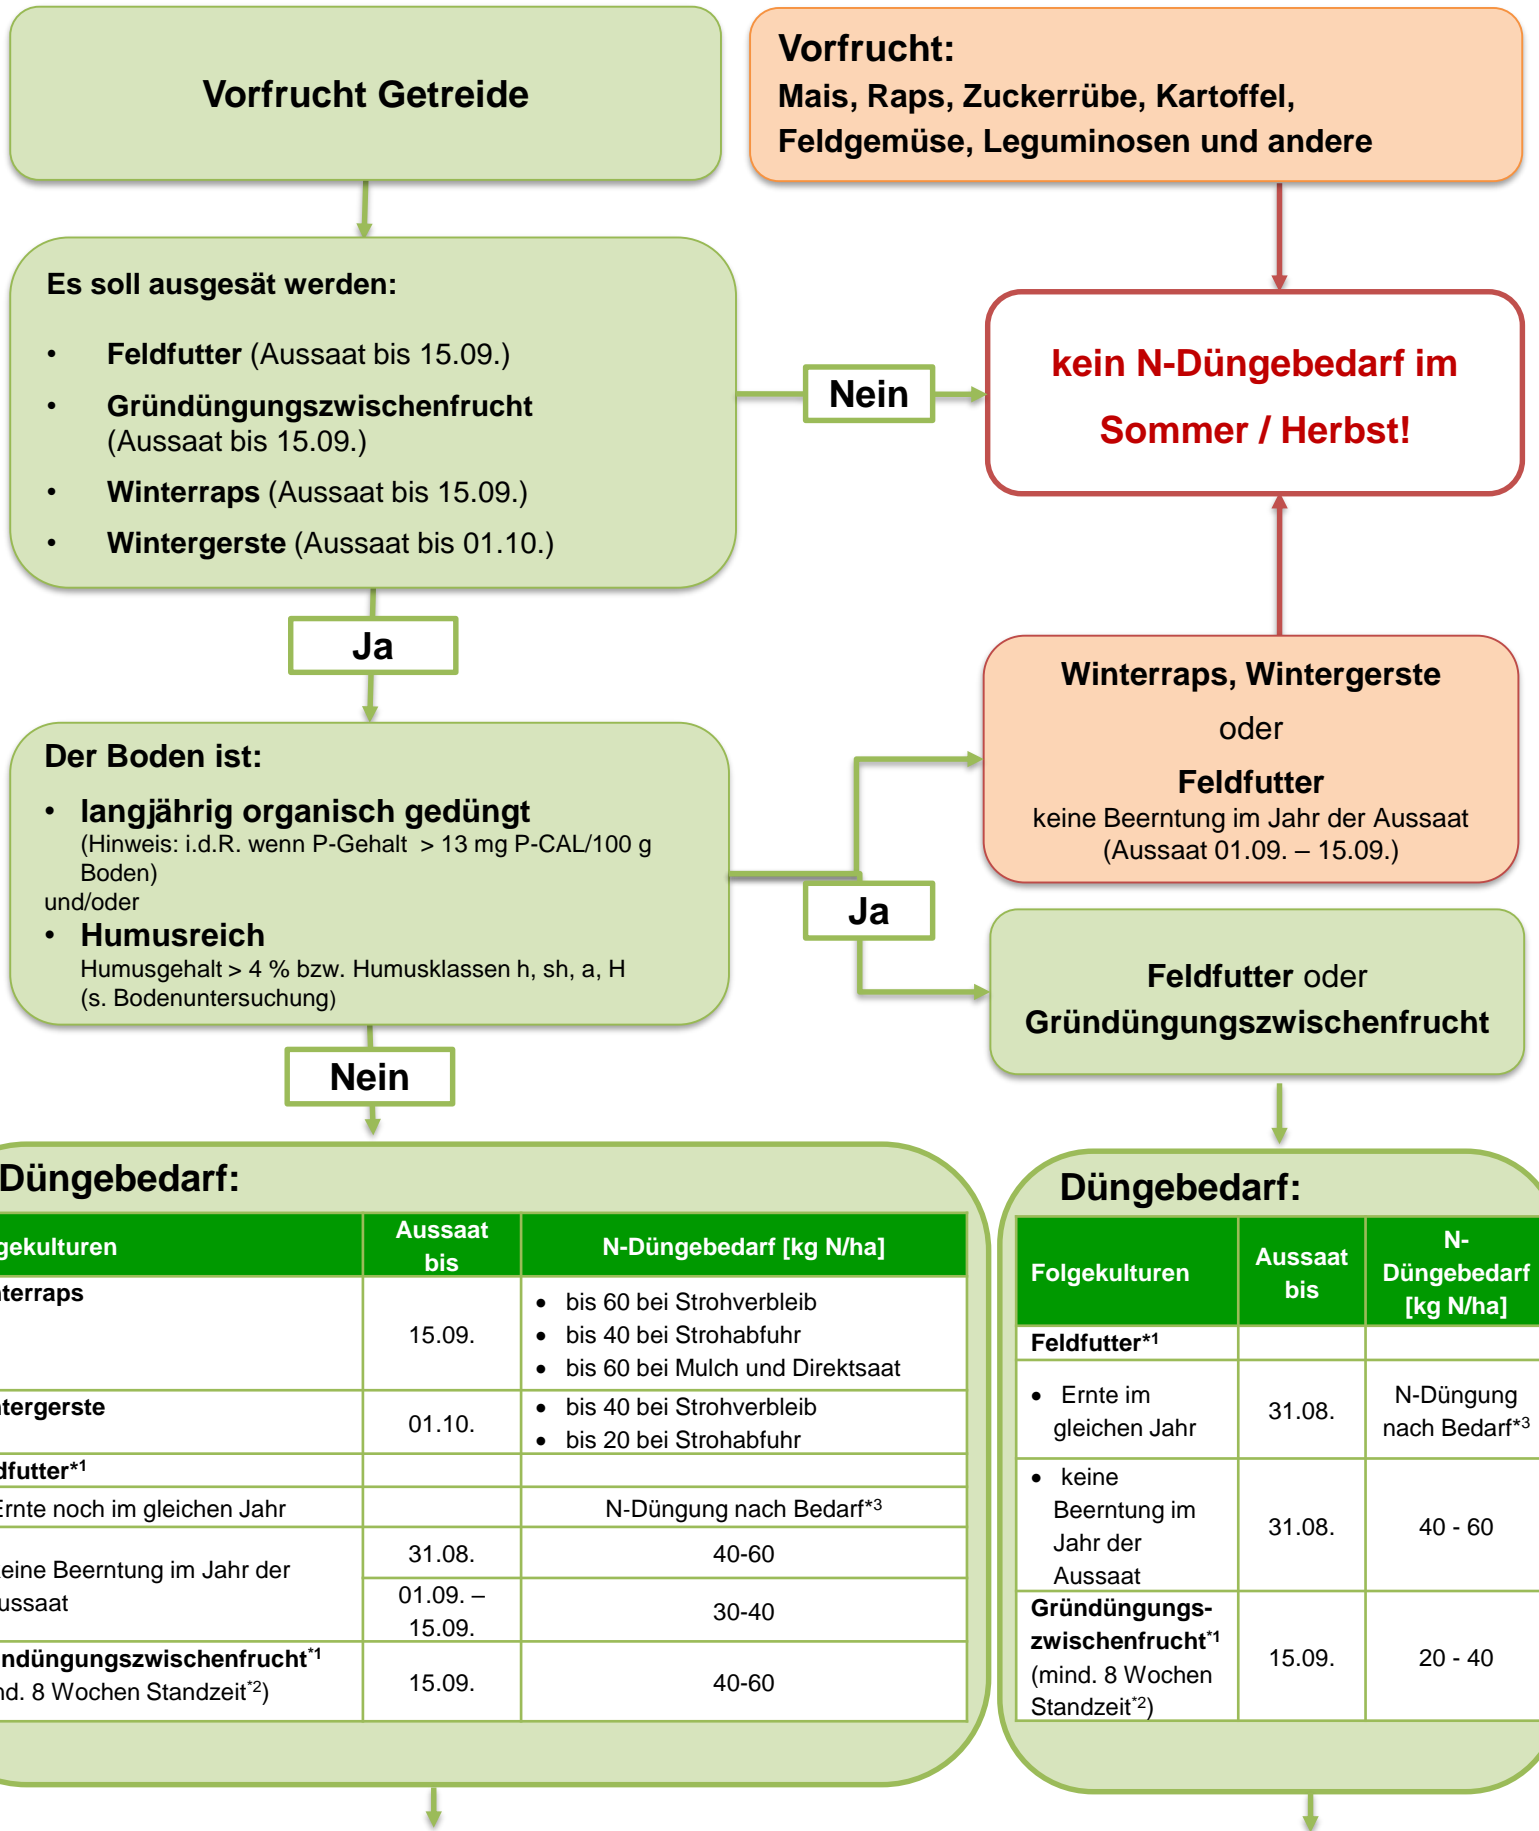 Vorfrucht Getreide
Vorfrucht:
Mais, Raps, Zuckerrübe, Kartoffel,
Feldgemüse, Leguminosen und andere
Es soll ausgesät werden:
• Feldfutter (Aussaat bis 15.09.)
• Gründüngungszwischenfrucht
(Aussaat bis 15.09.)
• Winterraps (Aussaat bis 15.09.)
• Wintergerste (Aussaat bis 01.10.)
Nein
kein N-Düngebedarf im
Sommer / Herbst!
Ja
Der Boden ist:
• langjährig organisch gedüngt
(Hinweis: i.d.R. wenn P-Gehalt > 13 mg P-CAL/100 g
Boden)
und/oder
• Humusreich
Humusgehalt > 4 % bzw. Humusklassen h, sh, a, H
(s. Bodenuntersuchung)
Ja
Winterraps, Wintergerste
oder
Feldfutter
keine Beerntung im Jahr der Aussaat
(Aussaat 01.09. – 15.09.)
Feldfutter oder
Gründüngungszwischenfrucht
Nein
Düngebedarf:
gekulturen
Aussaat
bis
N-Düngebedarf [kg N/ha]
nterraps
15.09.
• bis 60 bei Strohverbleib
• bis 40 bei Strohabfuhr
• bis 60 bei Mulch und Direktsaat
ntergerste
01.10.
• bis 40 bei Strohverbleib
• bis 20 bei Strohabfuhr
dfutter*1
Ernte noch im gleichen Jahr
N-Düngung nach Bedarf*3
eine Beerntung im Jahr der
ussaat
31.08.
40-60
01.09. –
15.09.
30-40
ndüngungszwischenfrucht*1
nd. 8 Wochen Standzeit*2)
15.09.
40-60
Düngebedarf:
Folgekulturen
Aussaat
bis
N-
Düngebedarf
[kg N/ha]
Feldfutter*1
• Ernte im
gleichen Jahr
31.08.
N-Düngung
nach Bedarf*3
• keine
Beerntung im
Jahr der
Aussaat
31.08.
40 - 60
Gründüngungs-
zwischenfrucht*1
(mind. 8 Wochen
Standzeit*2)
15.09.
20 - 40